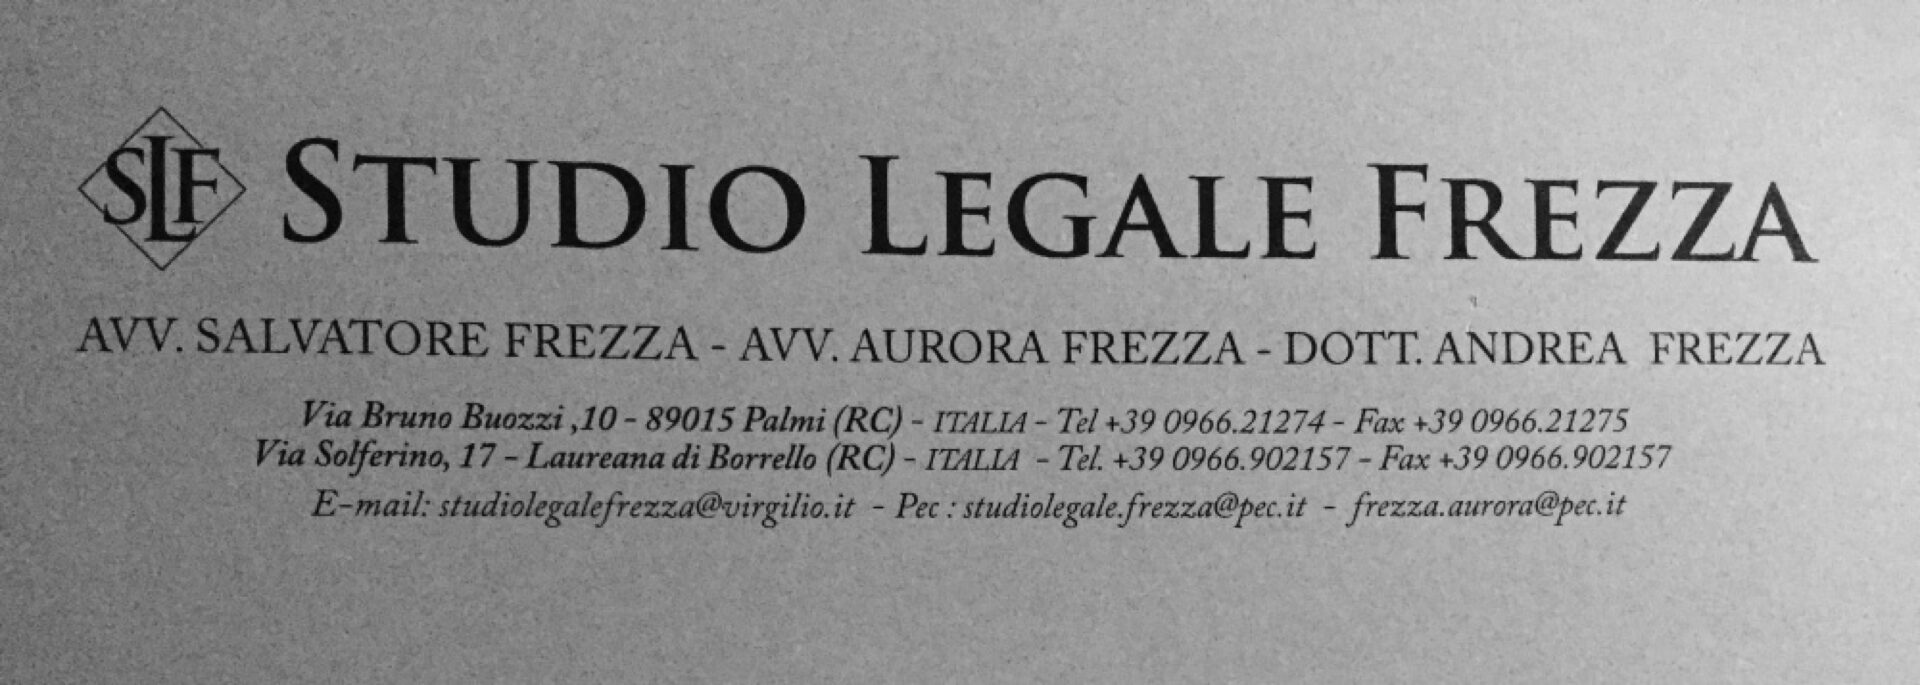 SLF STUDIO LEGALE FREZZA
AVV. SALVATORE FREZZA - AVV. AURORA FREZZA - DOTT. ANDREA FREZZA
Via Bruno Buozzi ,10 - 89015 Palmi (RC) - ITALIA - Tel +39 0966.21274 - Fax +39 0966.21275
Via Solferino, 17 - Laureana di Borrello (RC) - ITALIA - Tel. +39 0966.902157 - Fax +39 0966.902157
E-mail: studiolegalefrezza@virgilio.it - Pec : studiolegale.frezza@pec.it - frezza.aurora@pec.it